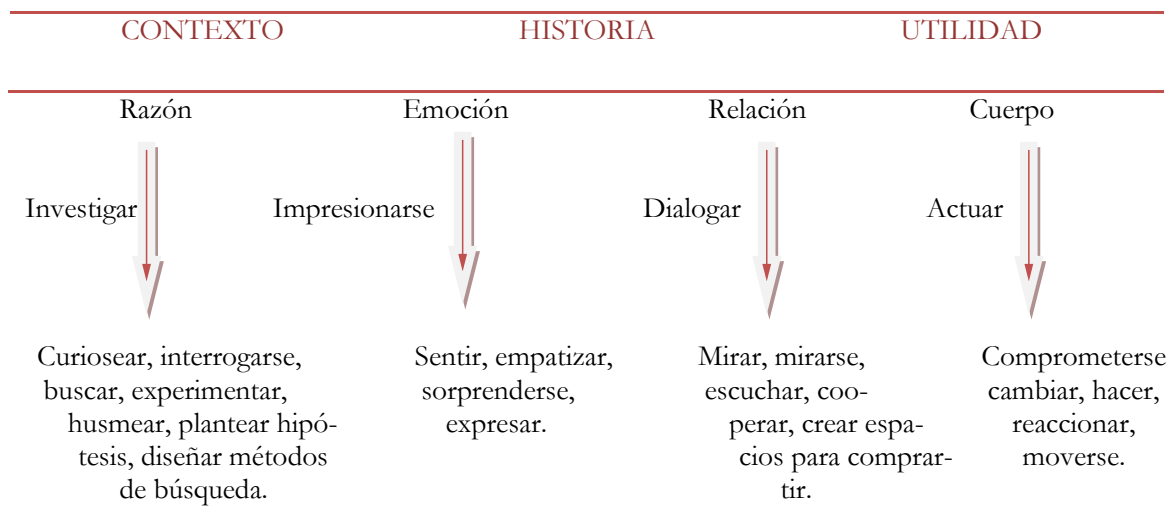 CONTEXTO HISTORIA UTILIDAD
Razón Emoción Relación Cuerpo
Investigar Impresionarse Dialogar Actuar
Curiosear, interrogarse,
buscar, experimentar,
husmear, plantear hipó-
tesis, diseñar métodos
de búsqueda.
Sentir, empatizar,
sorprenderse,
expresar.
Mirar, mirarse,
escuchar, coo-
perar, crear espa-
cios para comprar-
tir.
Comprometerse
cambiar, hacer,
reaccionar,
moverse.